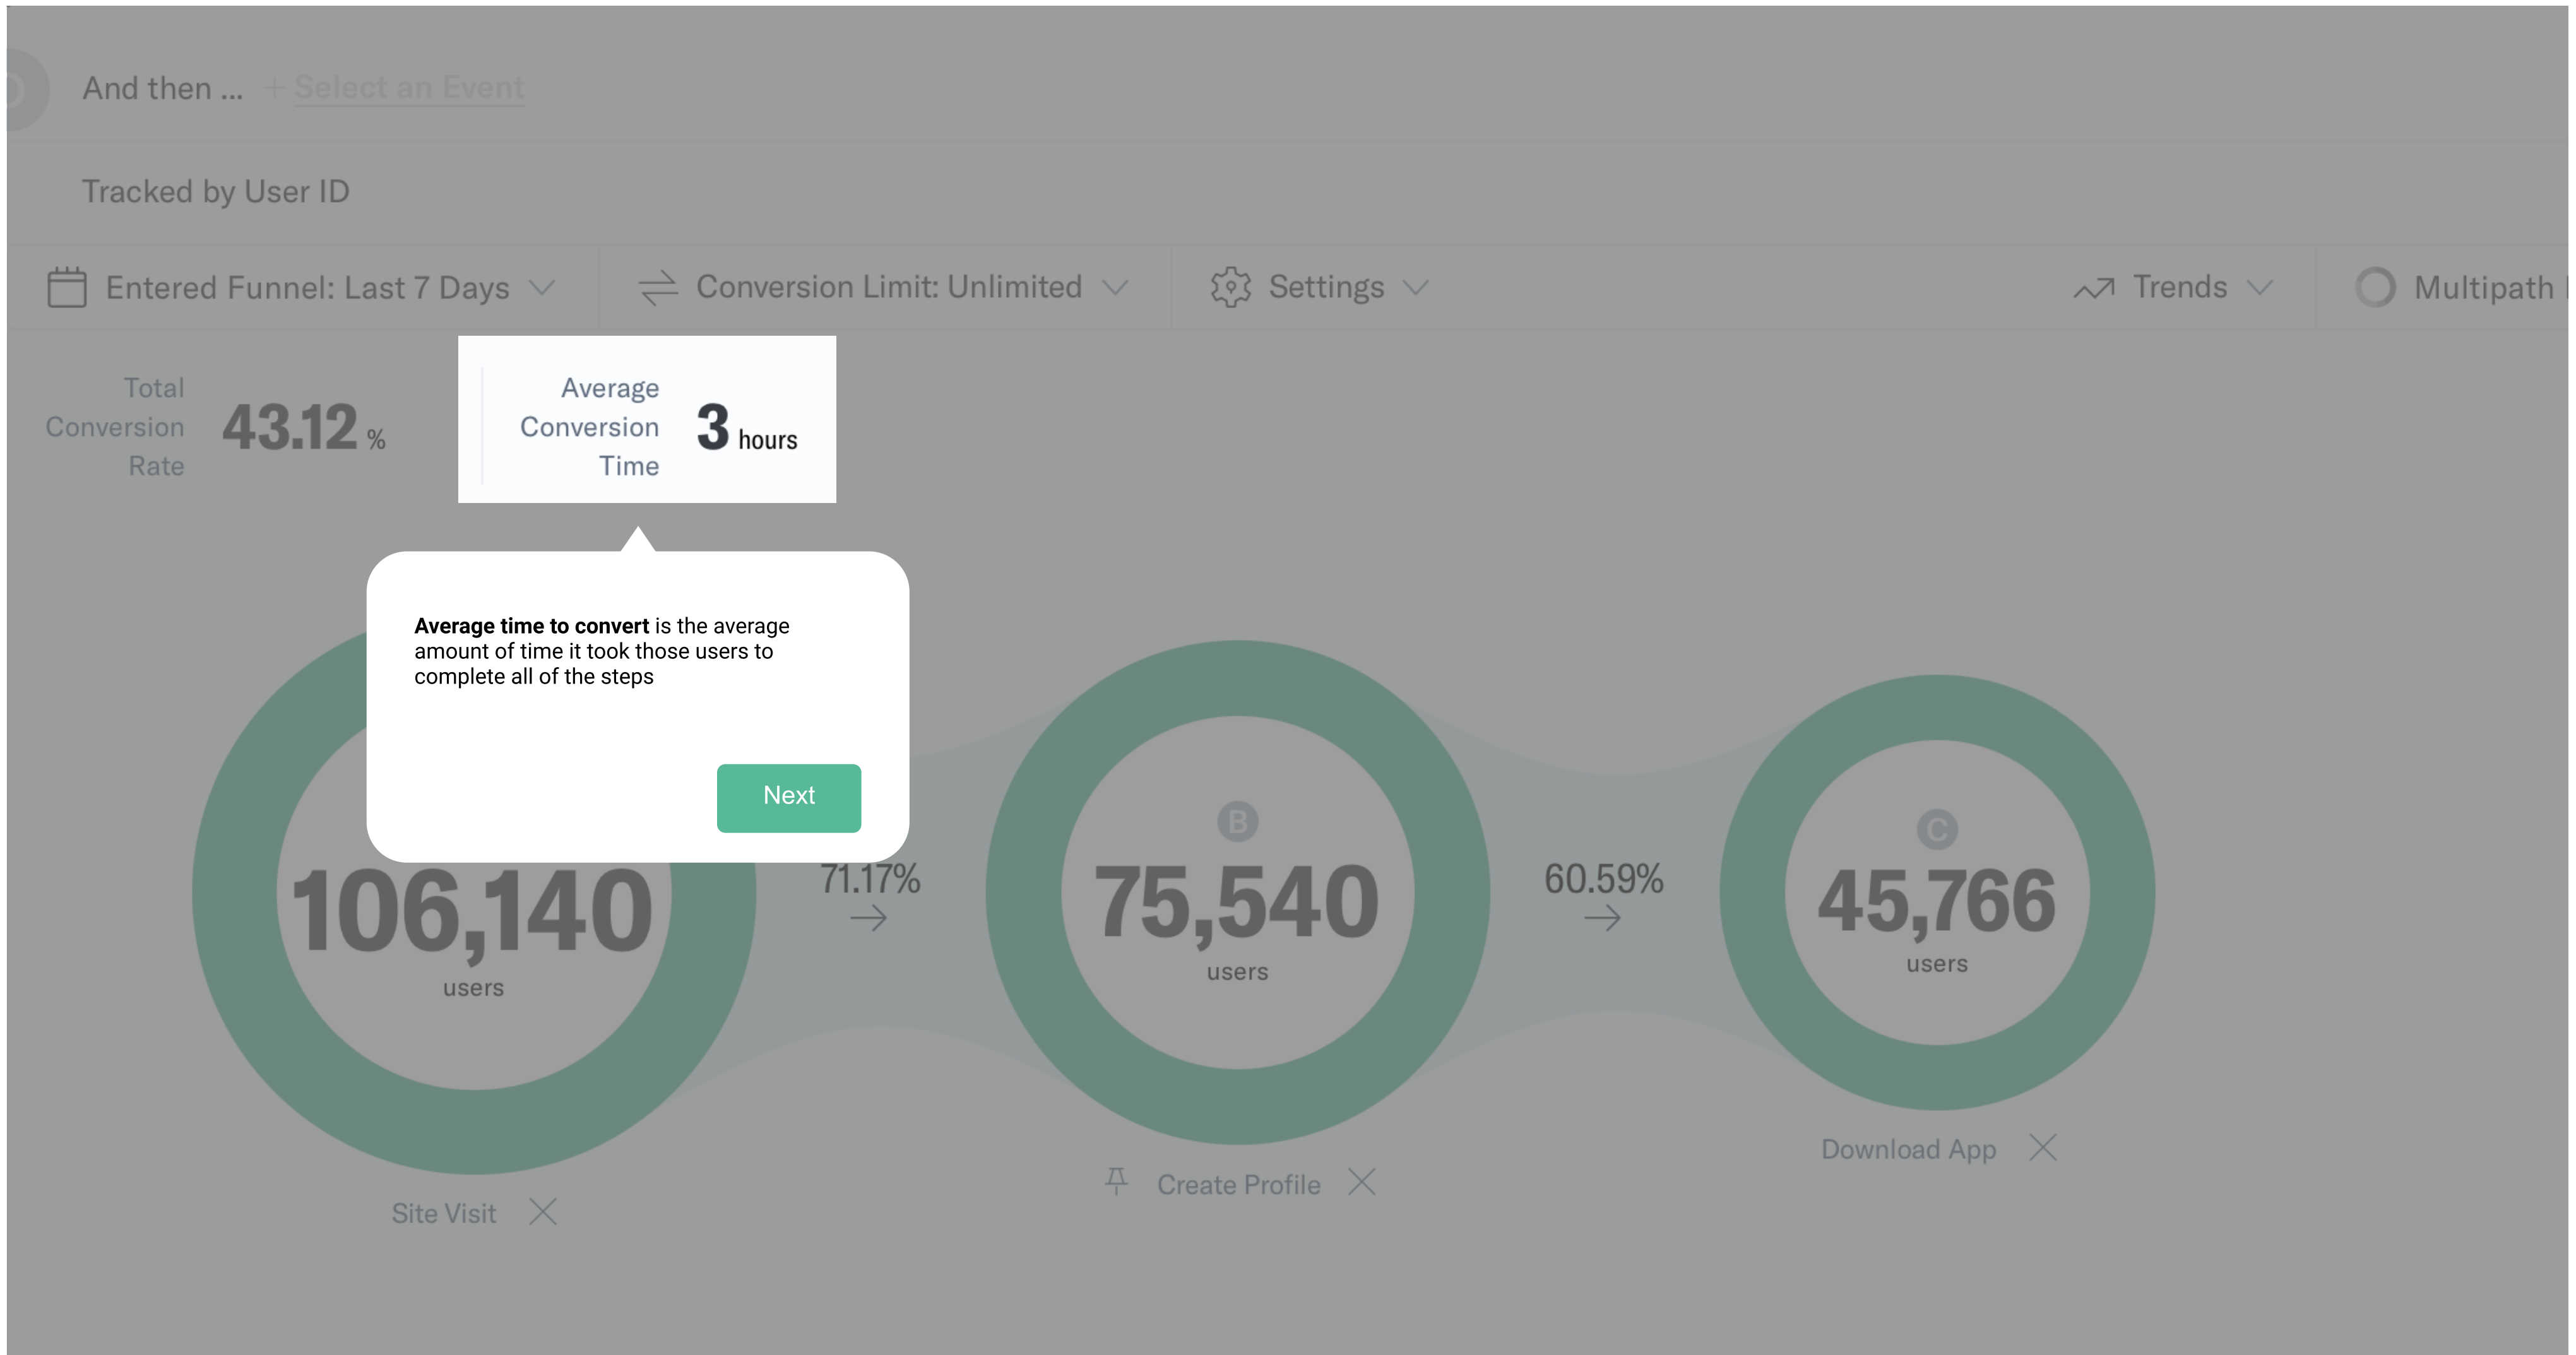 And then ... + Select an Event
Tracked by User ID
Entered Funnel: Last 7 Days
Conversion Limit: Unlimited
Settings
Trends
Multipath
Total
Conversion
Rate
43.12 %
Average
Conversion
Time
3 hours
Average time to convert is the average
amount of time it took those users to
complete all of the steps
Next
106,140
users
71.17%
B
75,540
users
60.59%
C
45,766
users
Site Visit
Create Profile
Download App